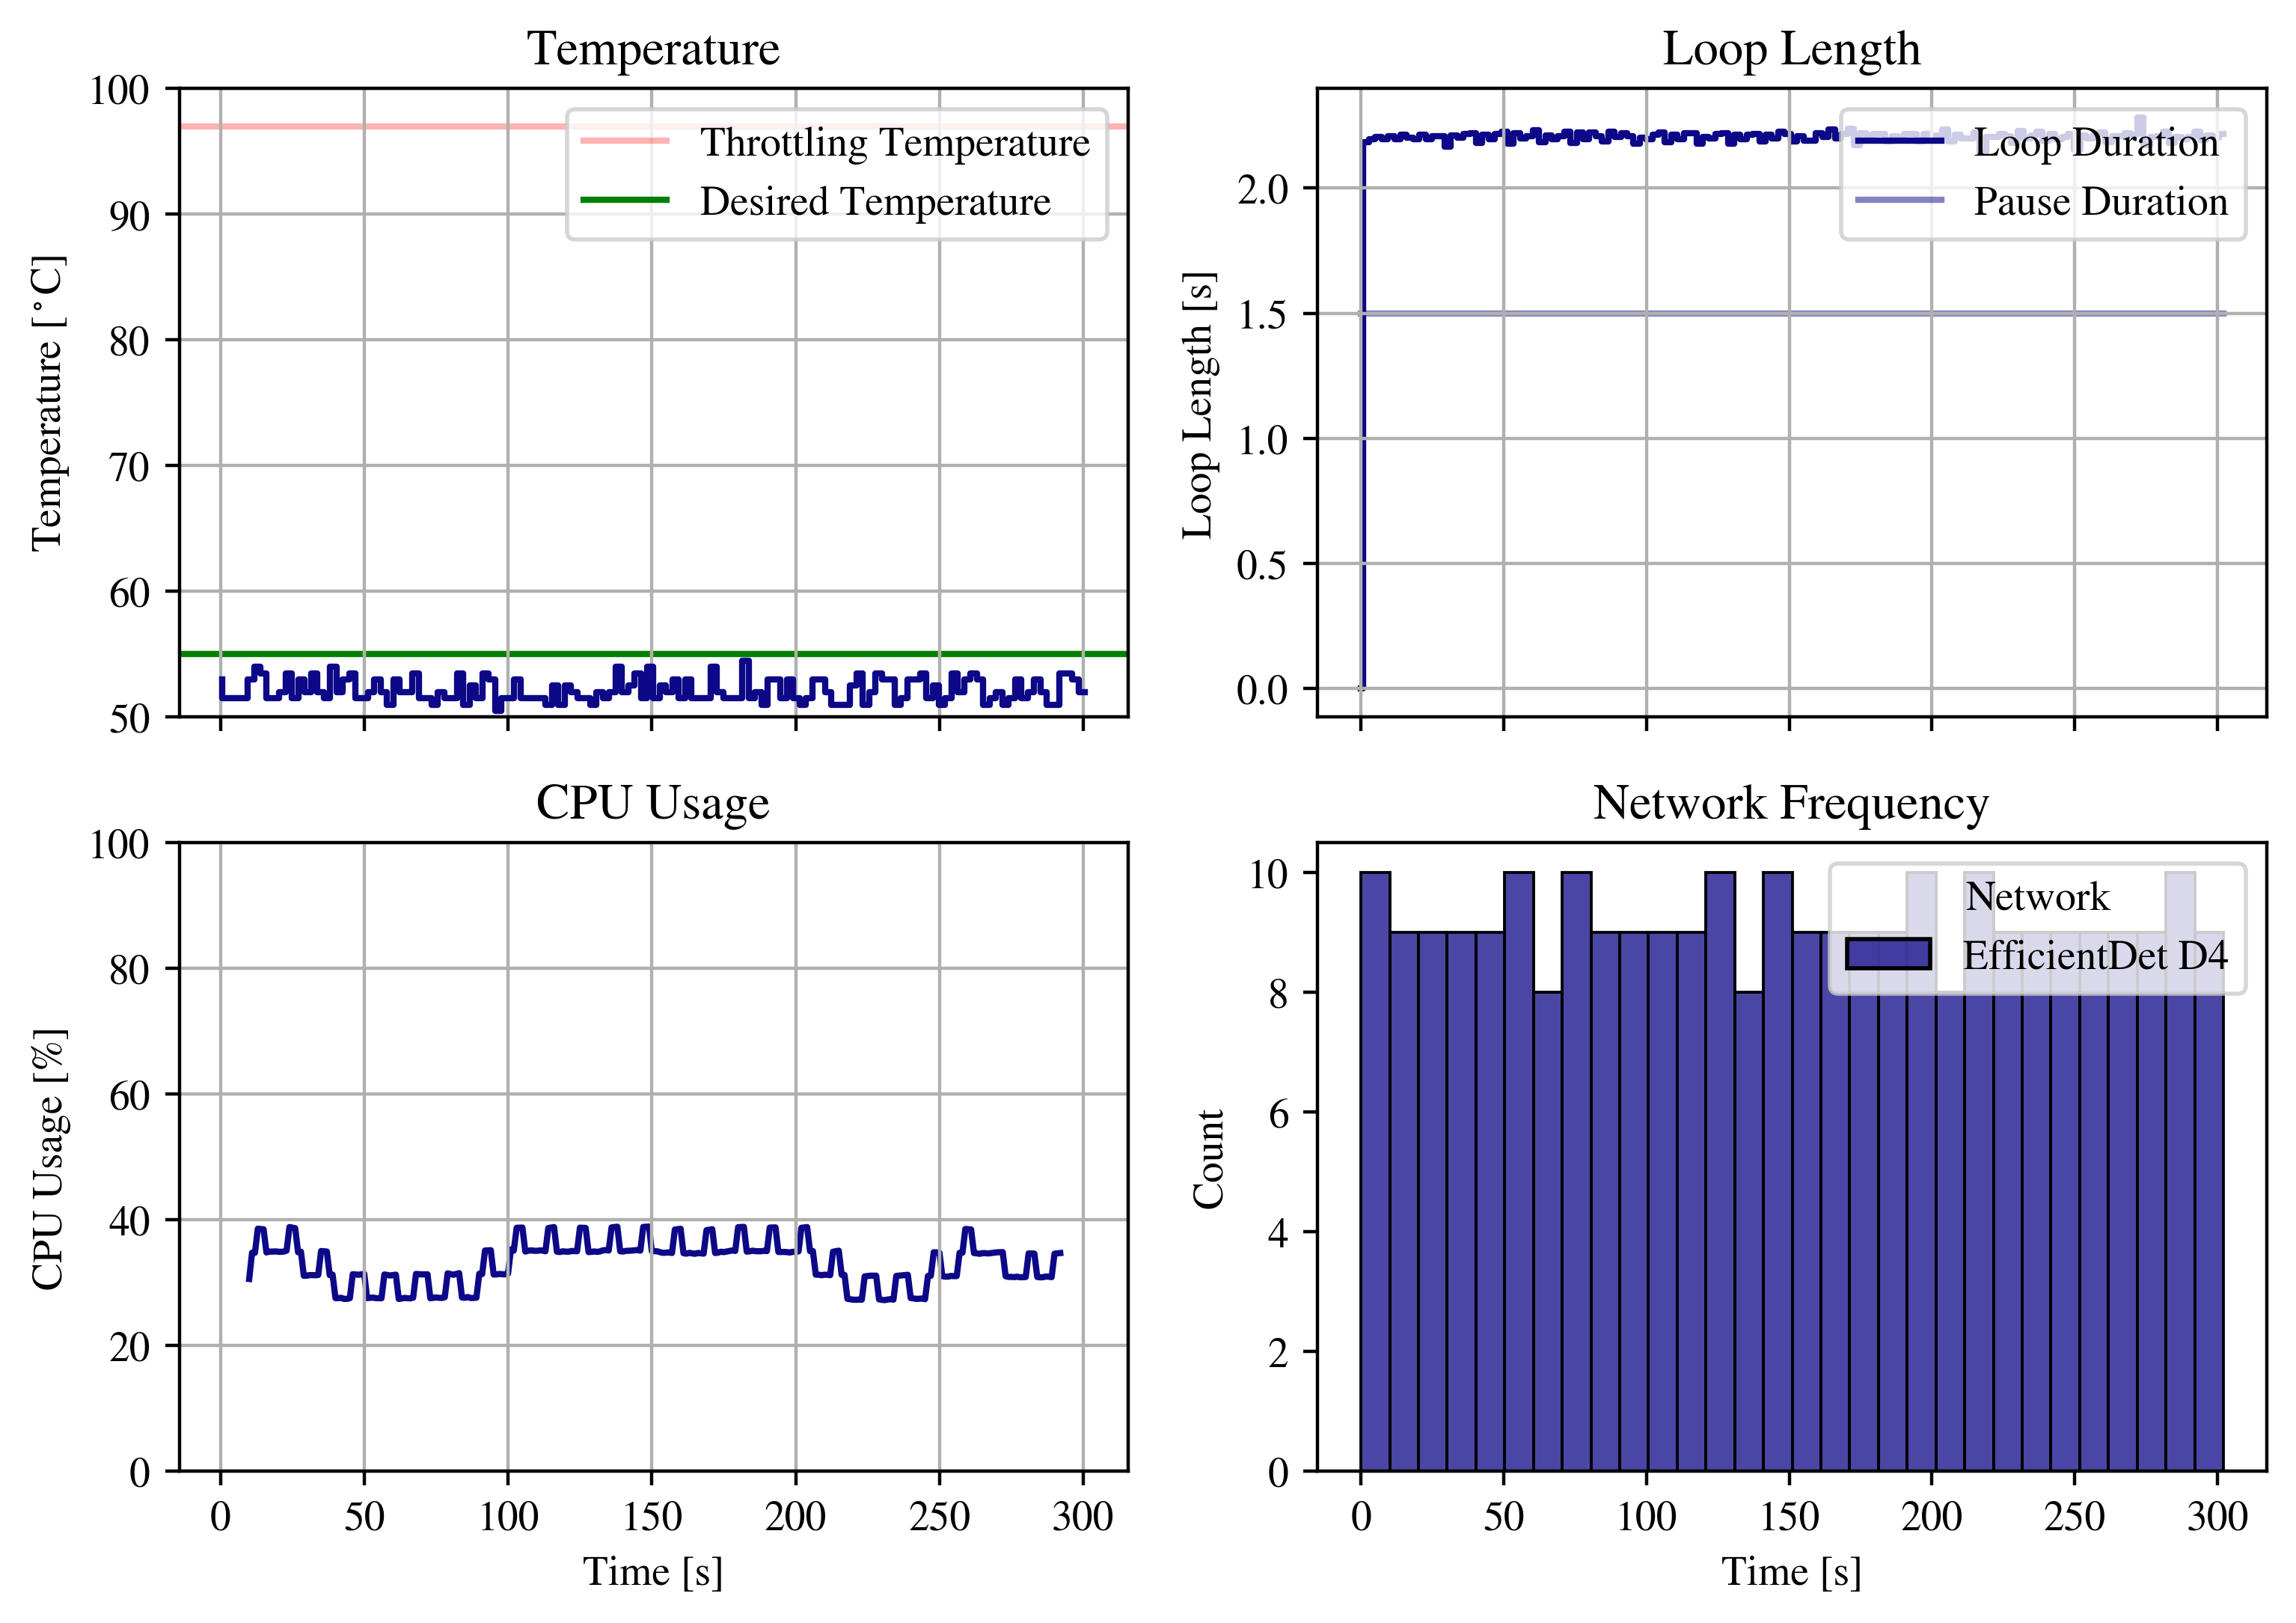 Temperature
100
90
80
70
60
50
Temperature [°C]
Throttling Temperature
Desired Temperature
Loop Length
2.0
1.5
1.0
0.5
0.0
Loop Length [s]
Loop Duration
Pause Duration
CPU Usage
100
80
60
40
20
0
CPU Usage [%]
0 50 100 150 200 250 300
Time [s]
Network Frequency
10
8
6
4
2
0
Count
Network
EfficientDet D4
0 50 100 150 200 250 300
Time [s]